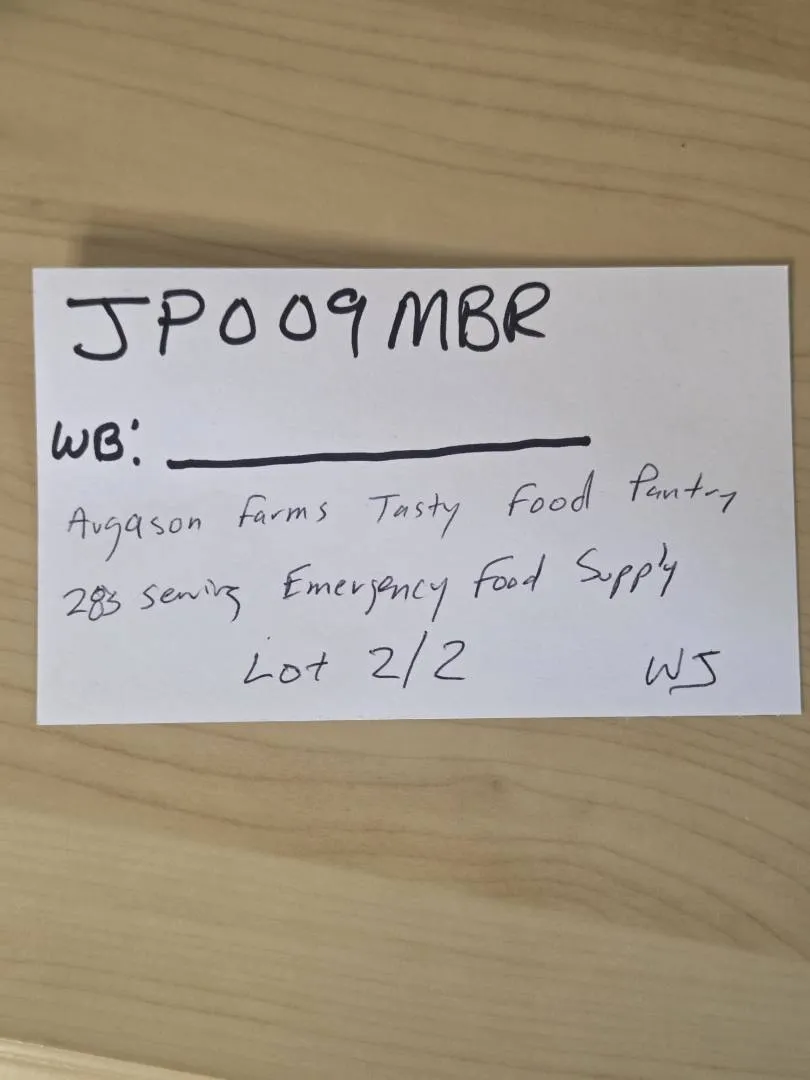 JP009MBR
WB:
Augason Farms Tasty Food Pantry
283 serving Emergency Food Supply
Lot 2/2 WJ